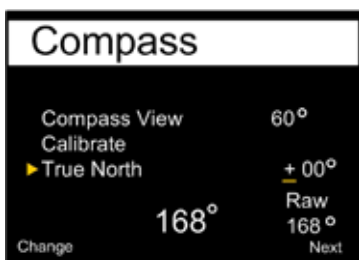 Compass
Compass View 60°
Calibrate
True North + 00°
Raw
168° 168°
Change Next